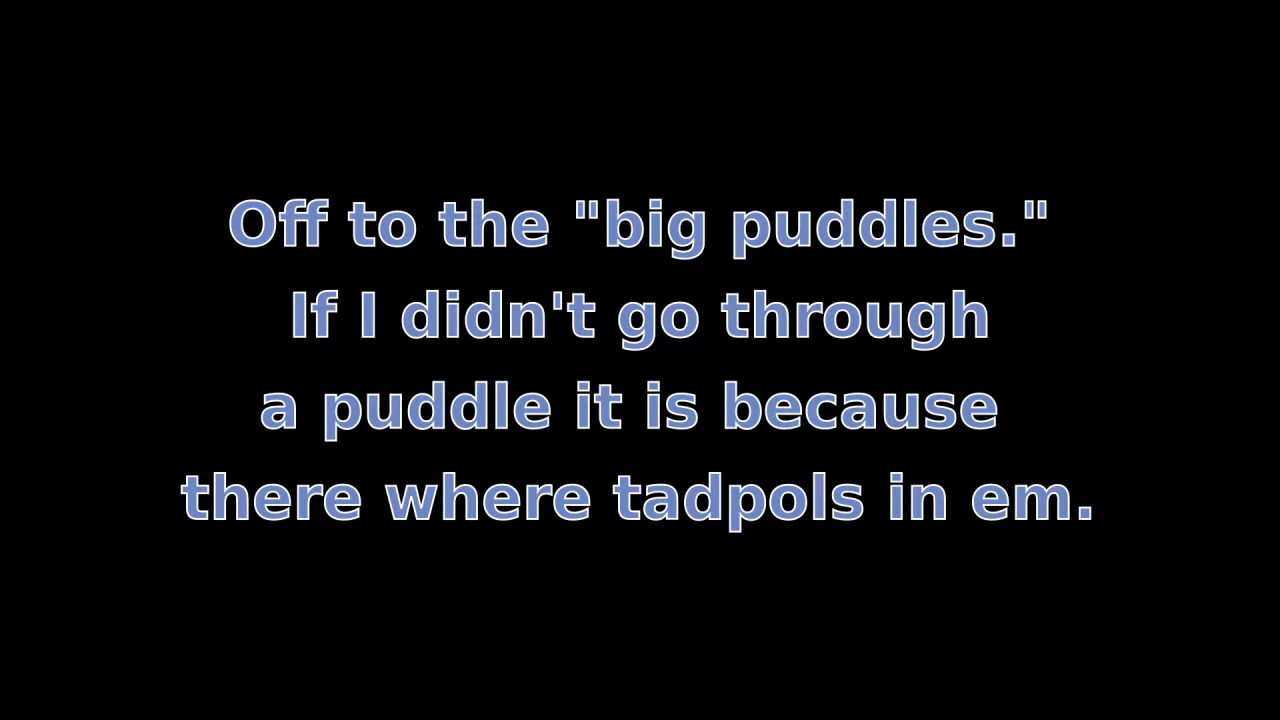 Off to the "big puddles."
If I didn't go through
a puddle it is because
there where tadpols in em.